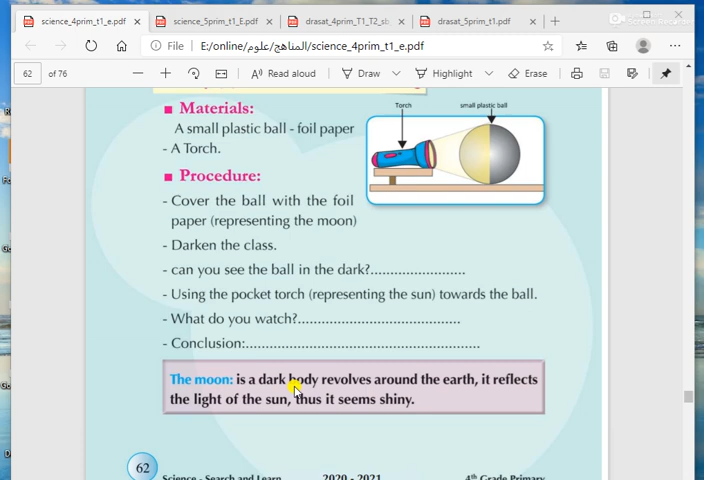 science_4prim_t1_e.pdf
science_5prim_t1_E.pdf
drasat_4prim_T1_T2_sb
drasat_5prim_t1.pdf
File
E:/online/المناهج/علوم/science_4prim_t1_e.pdf
62 of 76
Read aloud
Draw
Highlight
Erase
Materials:
A small plastic ball - foil paper
- A Torch.
Torch
small plastic ball
Procedure:
- Cover the ball with the foil
paper (representing the moon)
- Darken the class.
- can you see the ball in the dark?.......................
- Using the pocket torch (representing the sun) towards the ball.
- What do you watch?........................................
- Conclusion:.........................................................
The moon: is a dark body revolves around the earth, it reflects
the light of the sun, thus it seems shiny.
62
Science - Search and Learn
2020 - 2021
4th Grade Primary